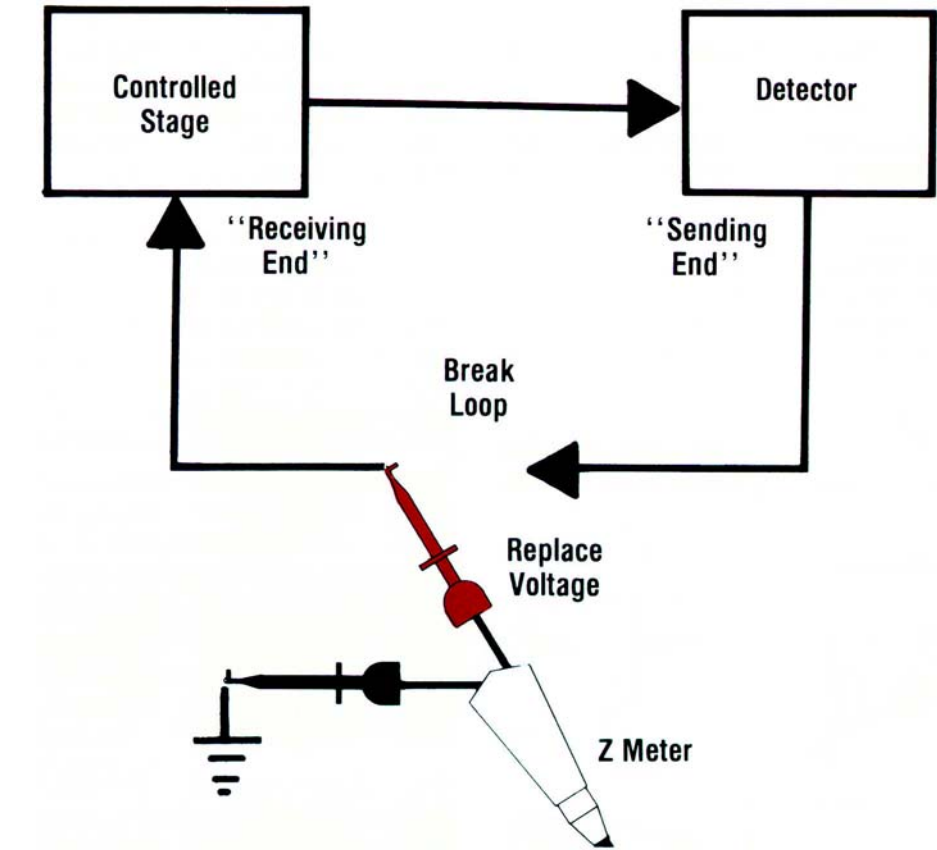 Controlled
Stage
Detector
‘‘Receiving
End’’
‘‘Sending
End’’
Break
Loop
Replace
Voltage
Z Meter